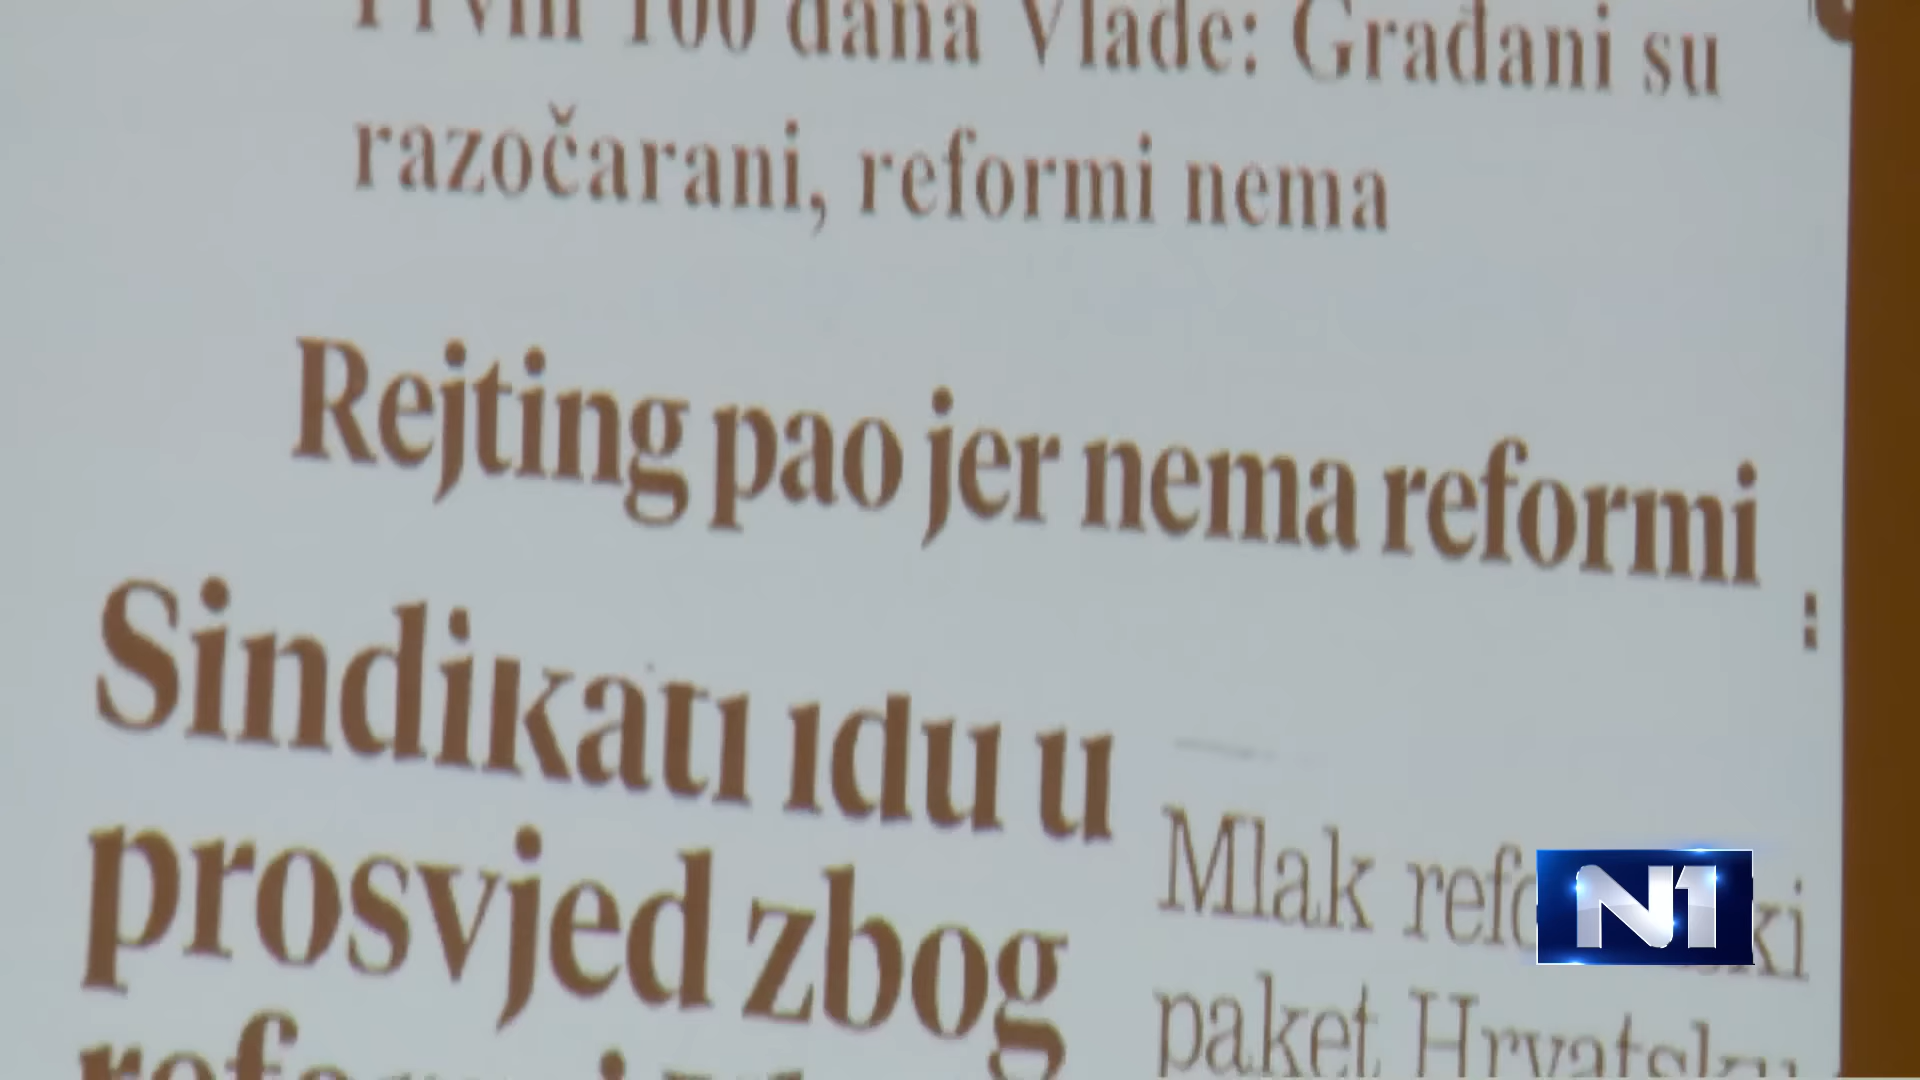 Prvih 100 dana Vlade: Građani su
razočarani, reformi nema
Rejting pao jer nema reformi
Sindikati idu u
prosvjed zbog
Mlak
paket Hrvatsku
N1